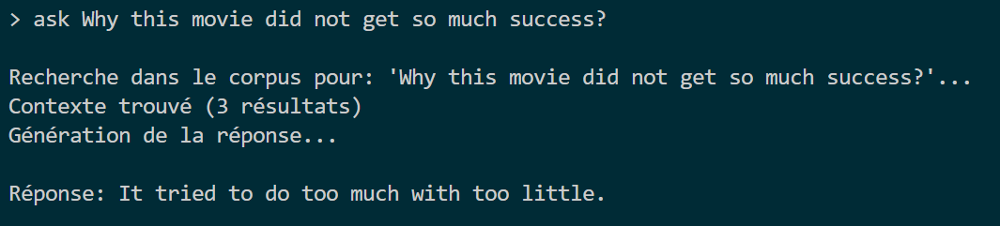 > ask Why this movie did not get so much success?
Recherche dans le corpus pour: 'Why this movie did not get so much success?'...
Contexte trouvé (3 résultats)
Génération de la réponse...
Réponse: It tried to do too much with too little.